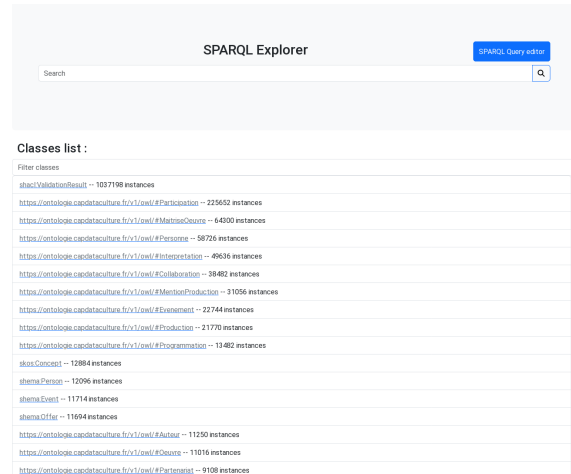 SPARQL Explorer
SPARQL Query editor
Search
Classes list :
Filter classes
shacl:ValidationResult -- 1037198 instances
https://ontologie.capdataculture.fr/v1/owl/#Participation -- 225652 instances
https://ontologie.capdataculture.fr/v1/owl/#MaitriseOeuvre -- 64300 instances
https://ontologie.capdataculture.fr/v1/owl/#Personne -- 58726 instances
https://ontologie.capdataculture.fr/v1/owl/#Interpretation -- 49636 instances
https://ontologie.capdataculture.fr/v1/owl/#Collaboration -- 38482 instances
https://ontologie.capdataculture.fr/v1/owl/#MentionProduction -- 31056 instances
https://ontologie.capdataculture.fr/v1/owl/#Evenement -- 22744 instances
https://ontologie.capdataculture.fr/v1/owl/#Production -- 21770 instances
https://ontologie.capdataculture.fr/v1/owl/#Programmation -- 13482 instances
skos:Concept -- 12884 instances
shema:Person -- 12096 instances
shema:Event -- 11714 instances
shema:Offer -- 11694 instances
https://ontologie.capdataculture.fr/v1/owl/#Auteur -- 11250 instances
https://ontologie.capdataculture.fr/v1/owl/#Oeuvre -- 11016 instances
https://ontologie.capdataculture.fr/v1/owl/#Partenariat -- 9108 instances